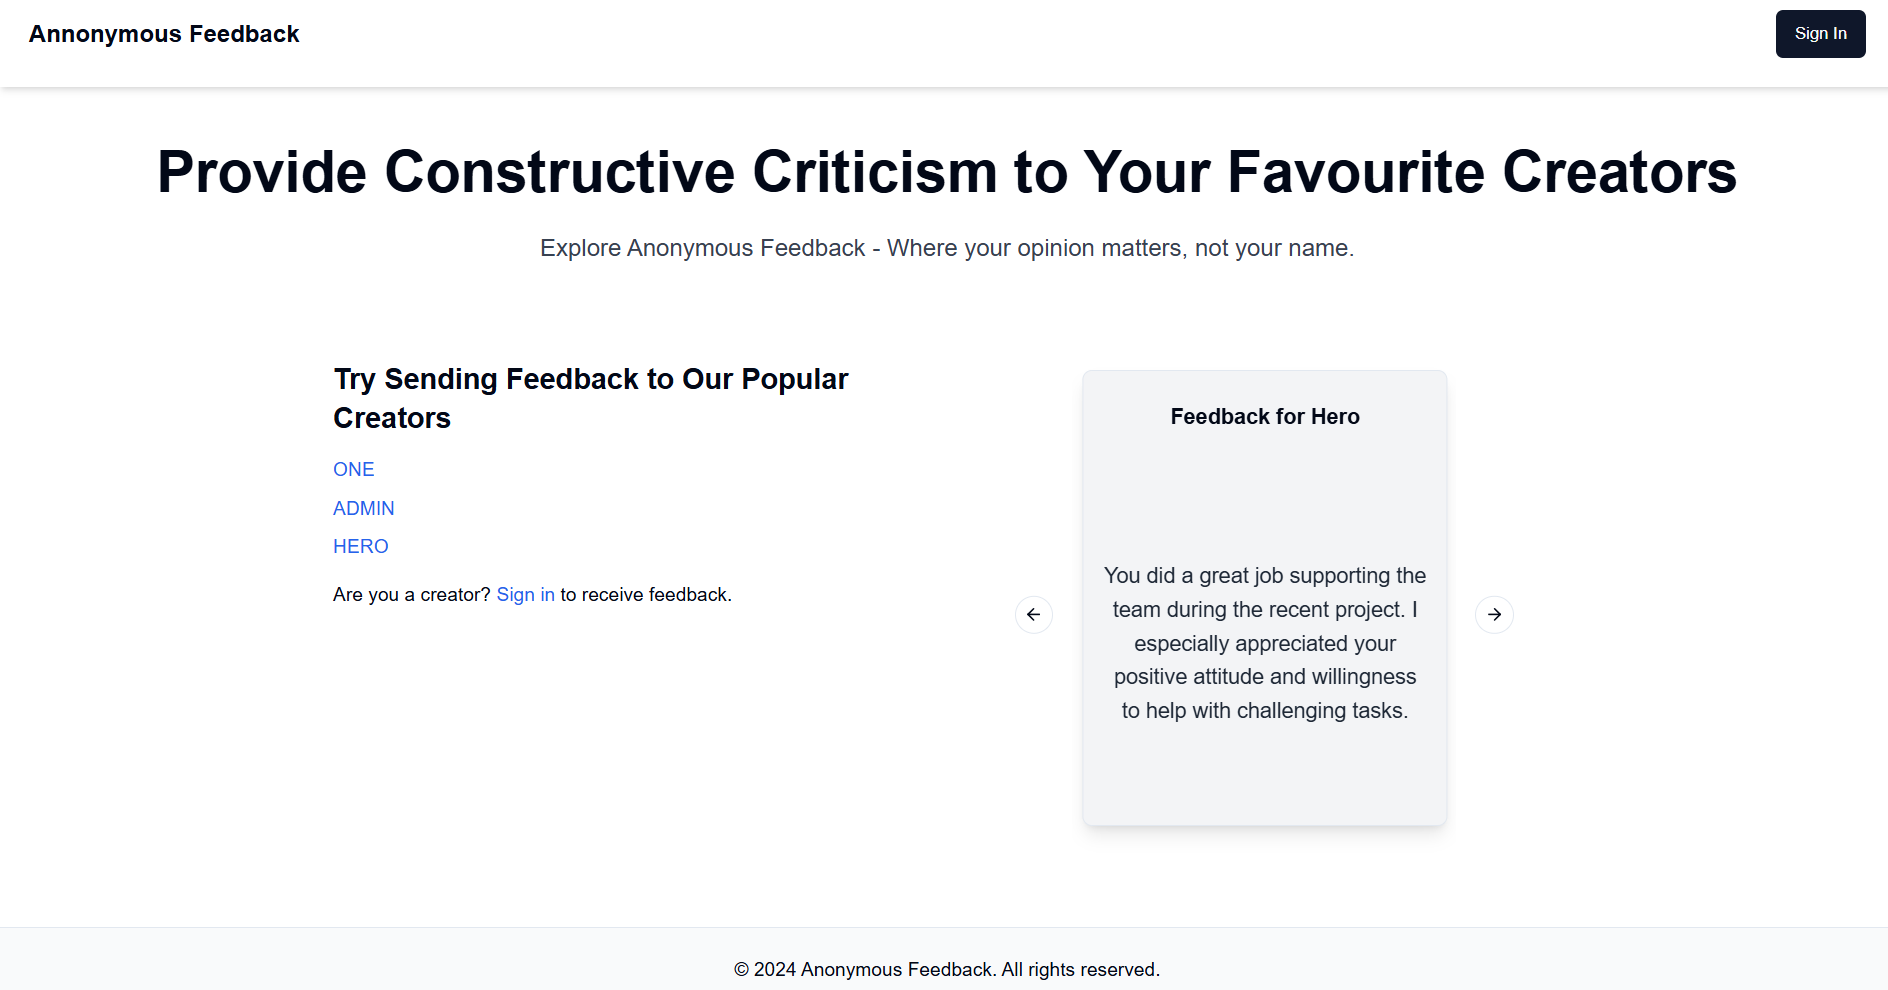 Annonymous Feedback
Sign In
Provide Constructive Criticism to Your Favourite Creators
Explore Anonymous Feedback - Where your opinion matters, not your name.
Try Sending Feedback to Our Popular
Creators
ONE
ADMIN
HERO
Are you a creator? Sign in to receive feedback.
Feedback for Hero
You did a great job supporting the
team during the recent project. I
especially appreciated your
positive attitude and willingness
to help with challenging tasks.
© 2024 Anonymous Feedback. All rights reserved.